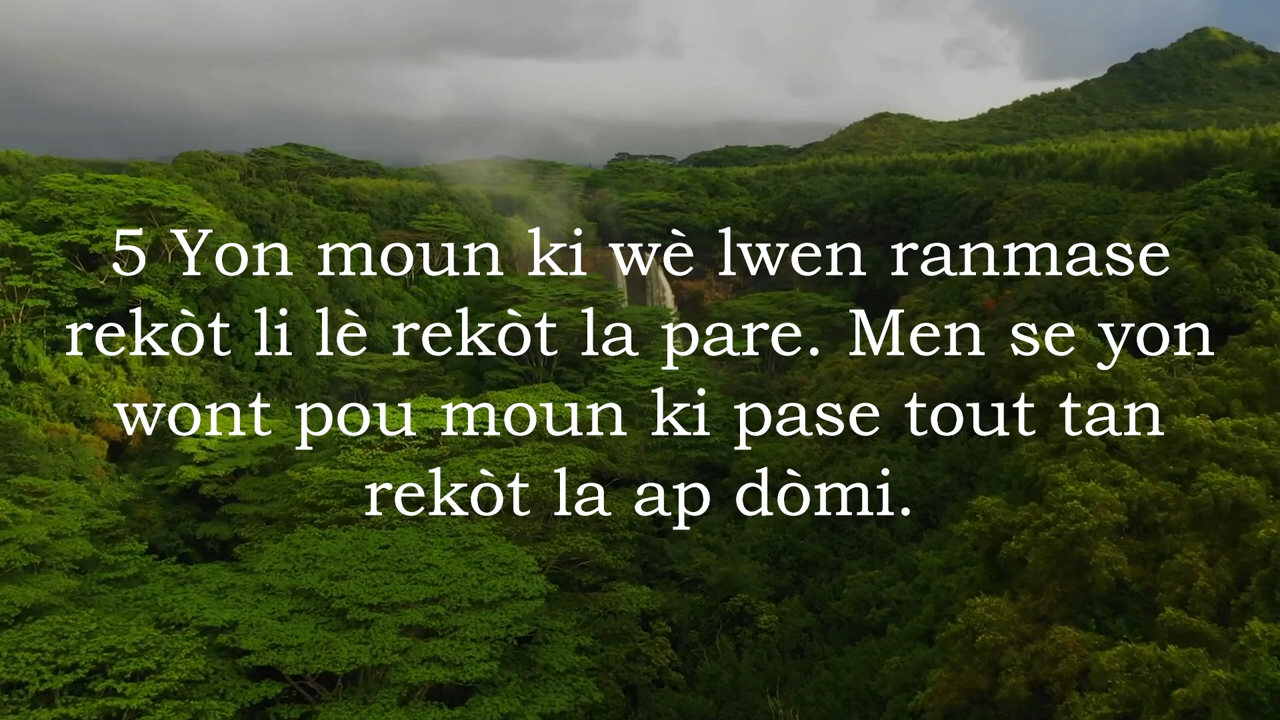 5 Yon moun ki wè lwen ranmase
rekòt li lè rekòt la pare. Men se yon
wont pou moun ki pase tout tan
rekòt la ap dòmi.